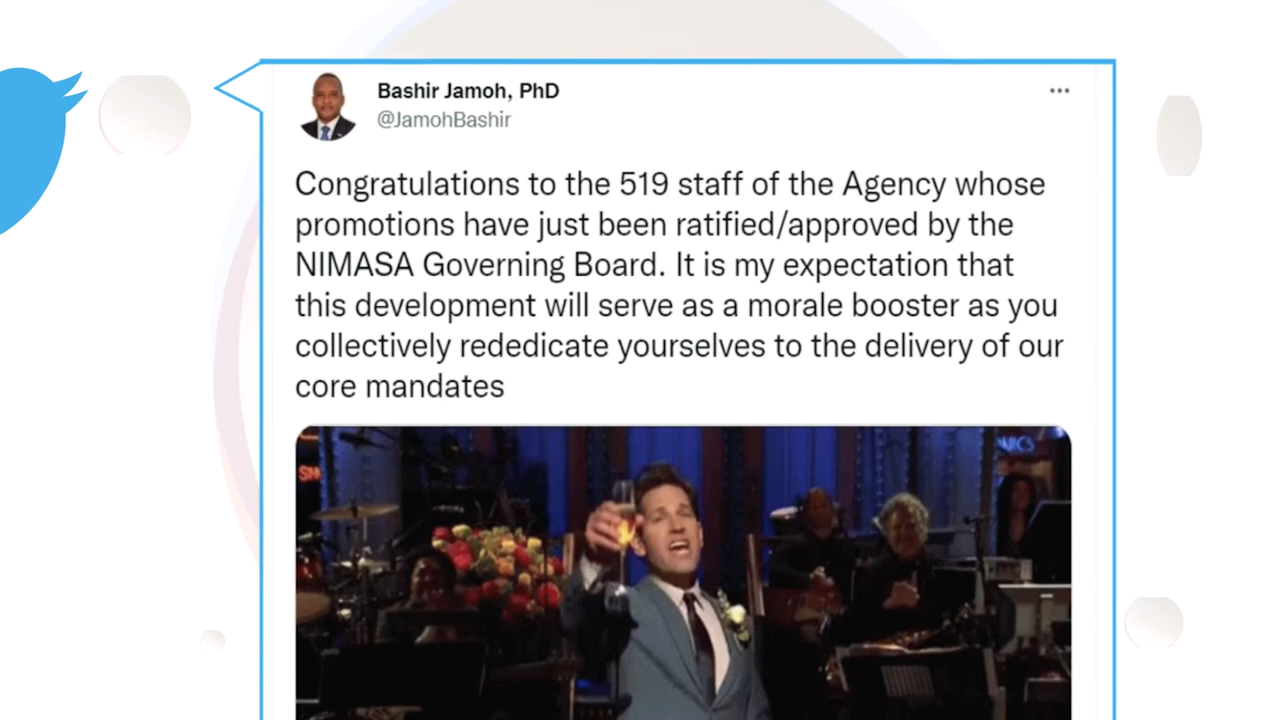 Bashir Jamoh, PhD
@JamohBashir
Congratulations to the 519 staff of the Agency whose
promotions have just been ratified/approved by the
NIMASA Governing Board. It is my expectation that
this development will serve as a morale booster as you
collectively rededicate yourselves to the delivery of our
core mandates